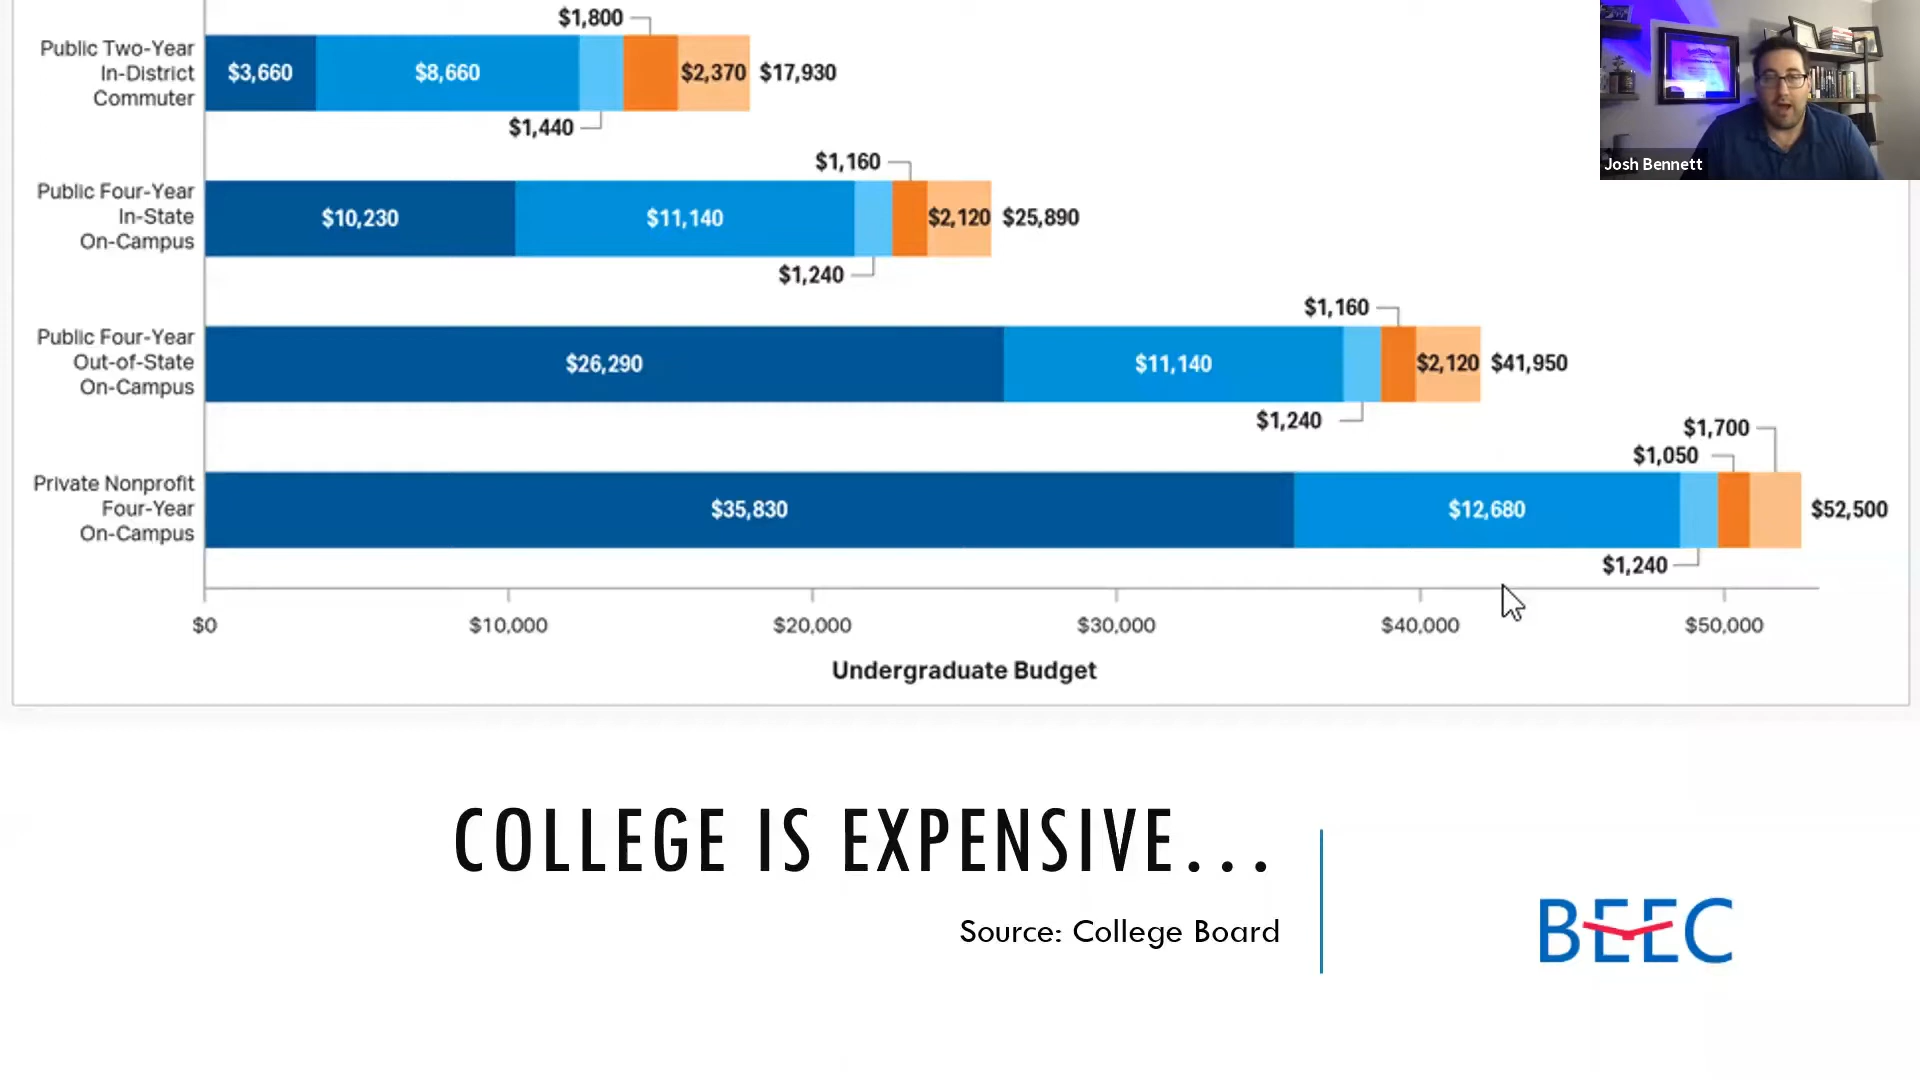 $1,800
Public Two-Year
In-District
Commuter
$3,660
$8,660
$2,370
$17,930
$1,440
Josh Bennett
$1,160
Public Four-Year
In-State
On-Campus
$10,230
$11,140
$2,120
$25,890
$1,240
$1,160
Public Four-Year
Out-of-State
On-Campus
$26,290
$11,140
$2,120
$41,950
$1,240
$1,700
$1,050
Private Nonprofit
Four-Year
On-Campus
$35,830
$12,680
$52,500
$1,240
$0
$10,000
$20,000
$30,000
$40,000
$50,000
Undergraduate Budget
COLLEGE IS EXPENSIVE...
Source: College Board
BEEC